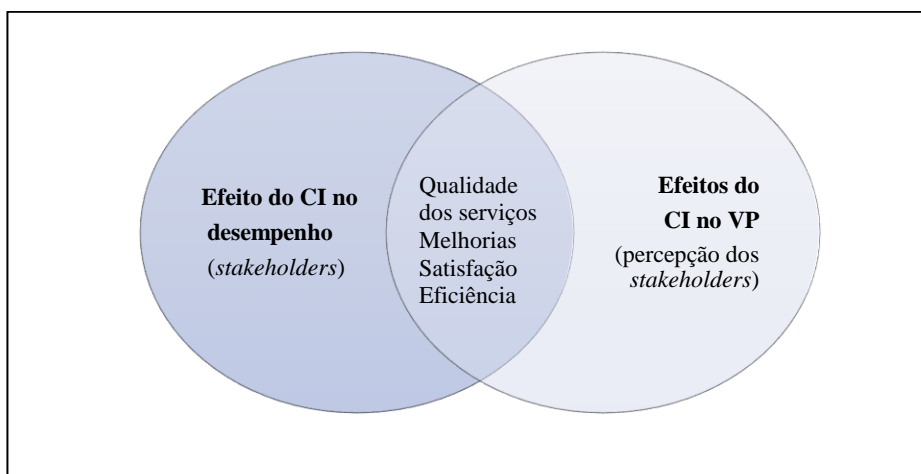 Efeito do CI no
desempenho
(stakeholders)
Qualidade
dos serviços
Melhorias
Satisfação
Eficiência
Efeitos do
CI no VP
(percepção dos
stakeholders)